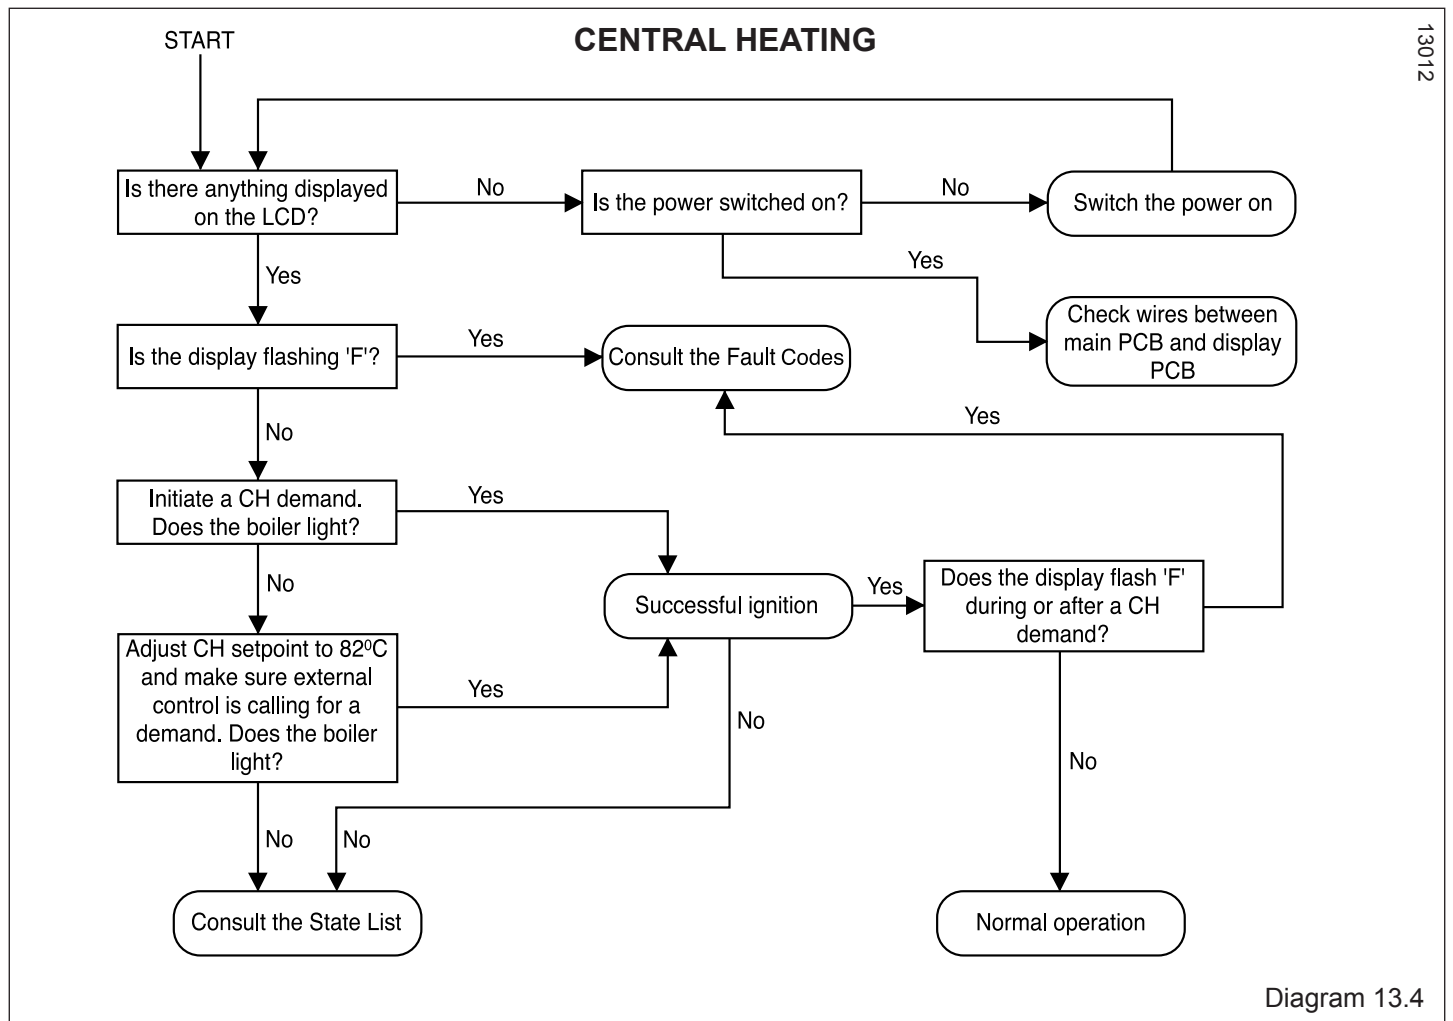 START
CENTRAL HEATING
13012
Is there anything displayed
on the LCD?
No
Is the power switched on?
No
Switch the power on
Yes
Yes
Check wires between
main PCB and display
PCB
Is the display flashing 'F'?
Yes
Consult the Fault Codes
No
Yes
Initiate a CH demand.
Does the boiler light?
Yes
No
Successful ignition
Yes
Does the display flash 'F'
during or after a CH
demand?
Adjust CH setpoint to 82⁰C
and make sure external
control is calling for a
demand. Does the boiler
light?
Yes
No
No
No
No
Consult the State List
Normal operation
Diagram 13.4